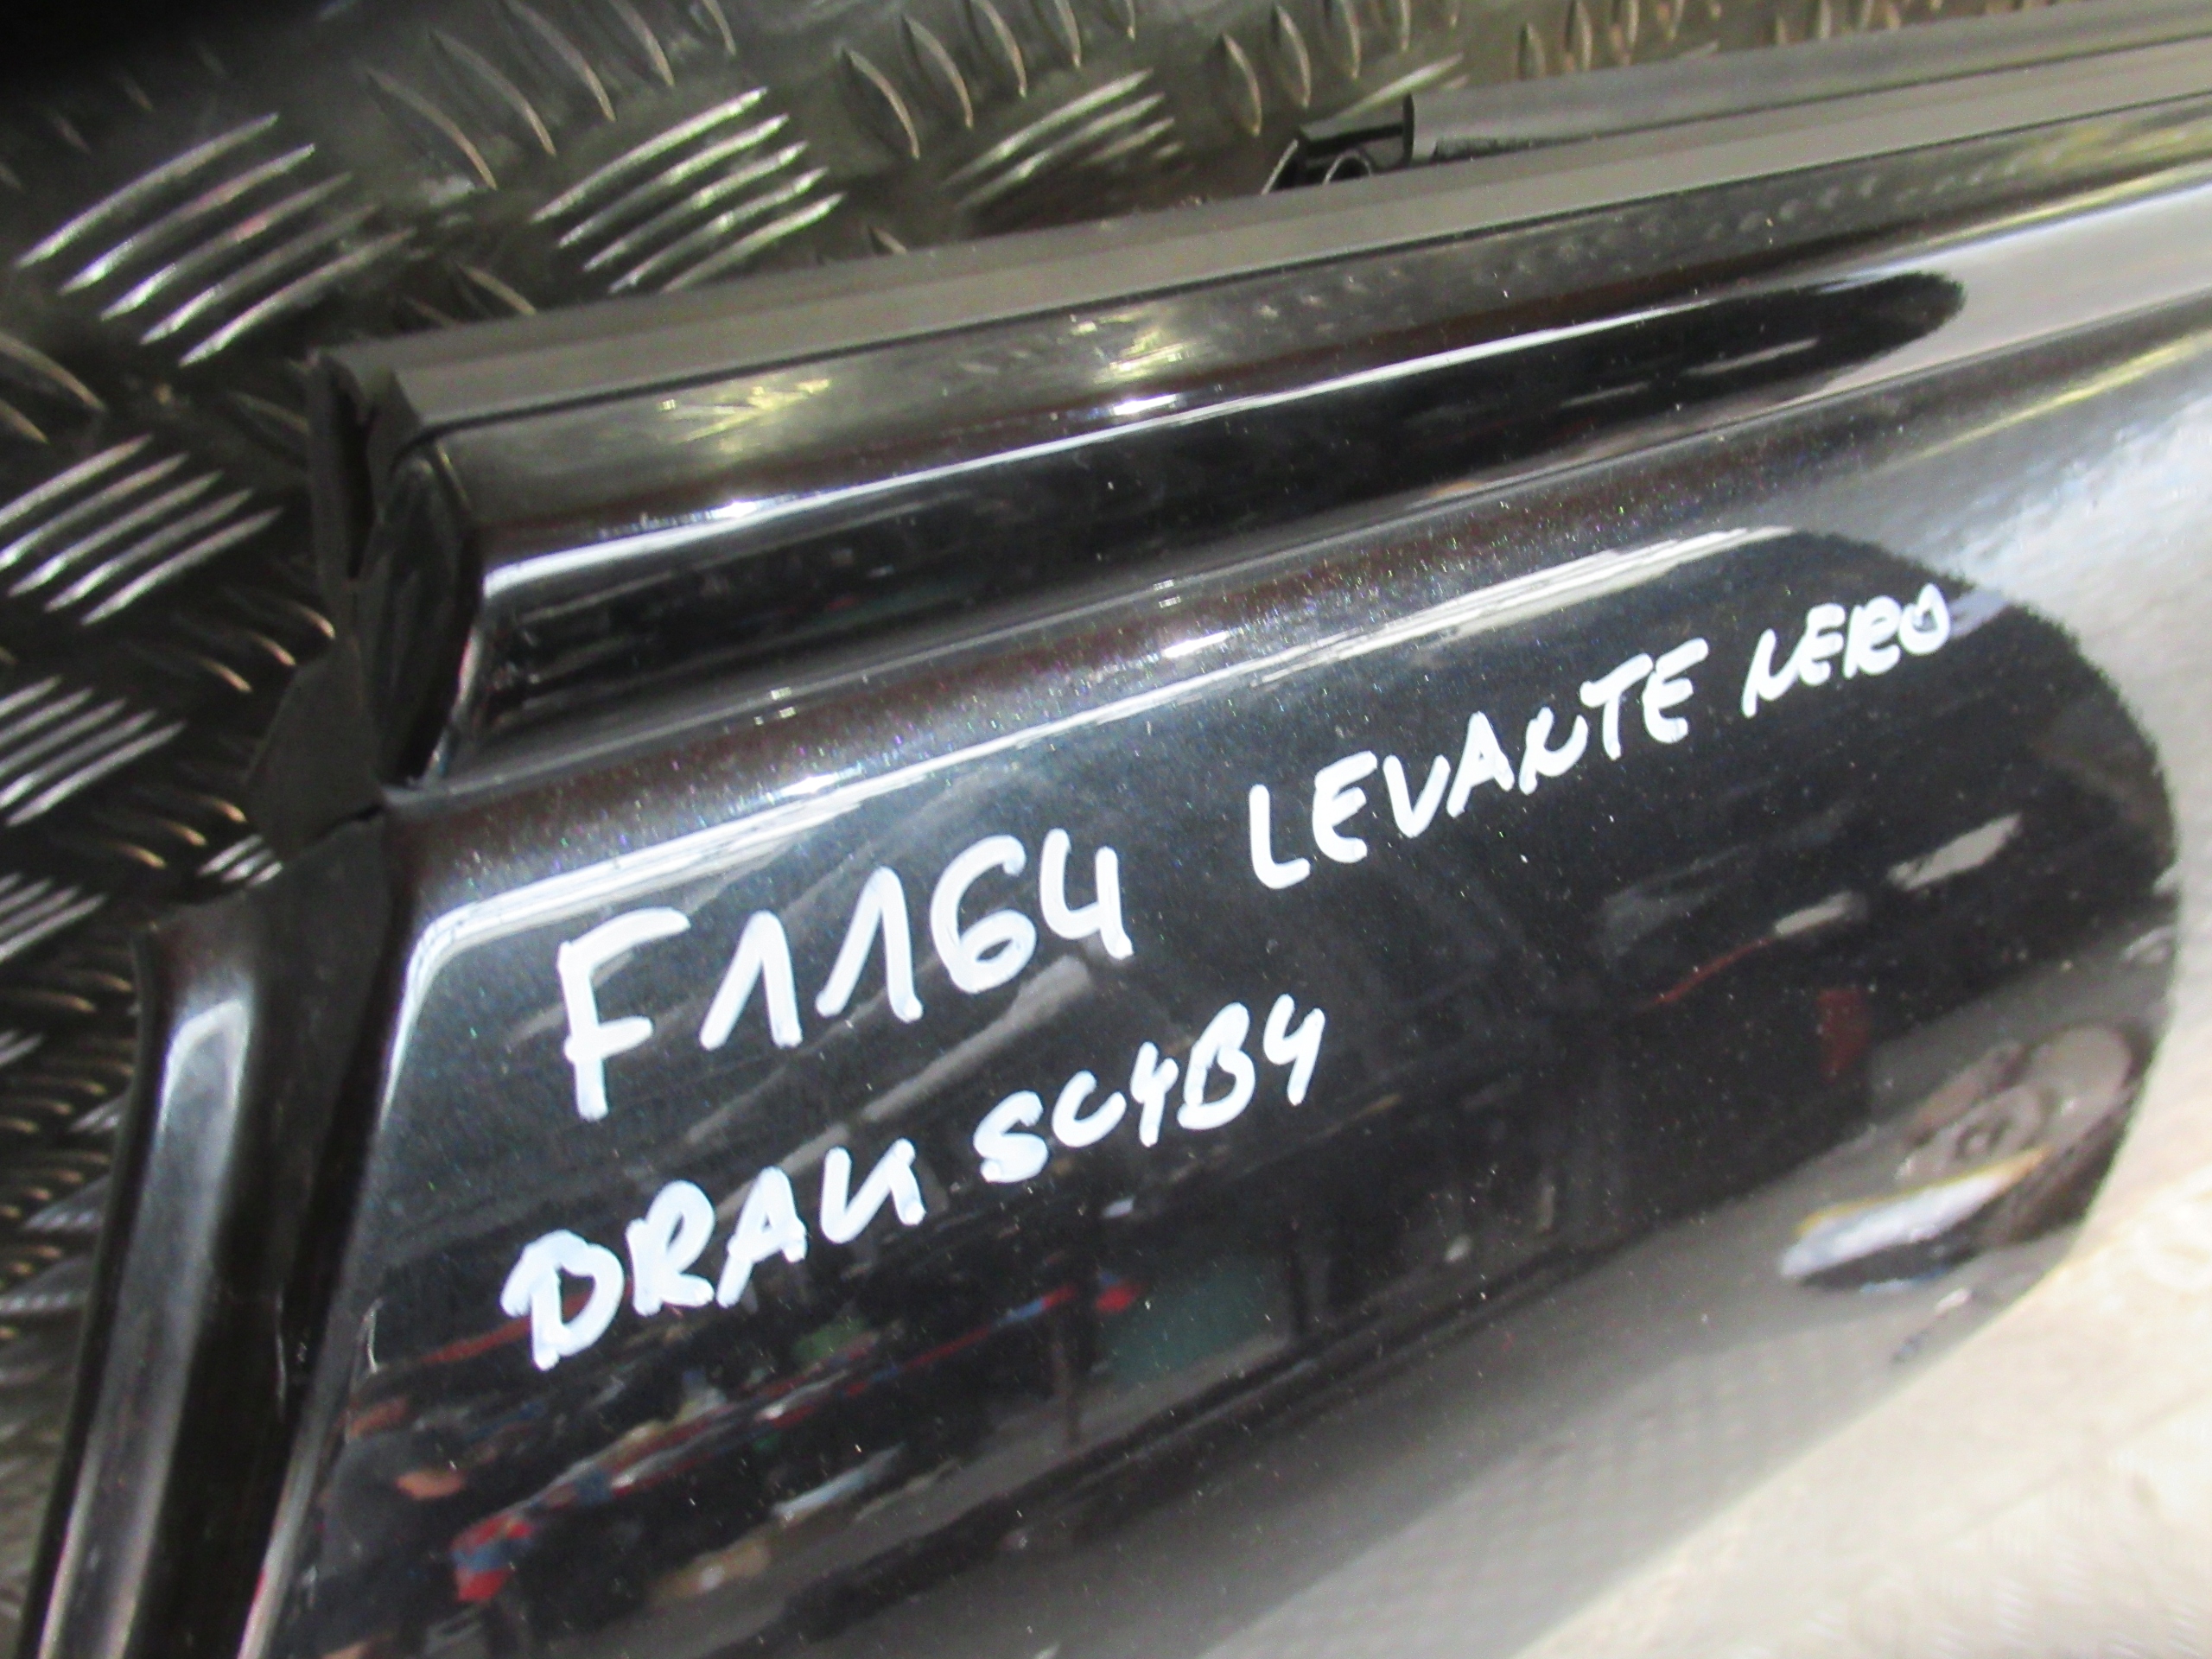 F1164 LEVANTE NERO
DRAU SC4B4